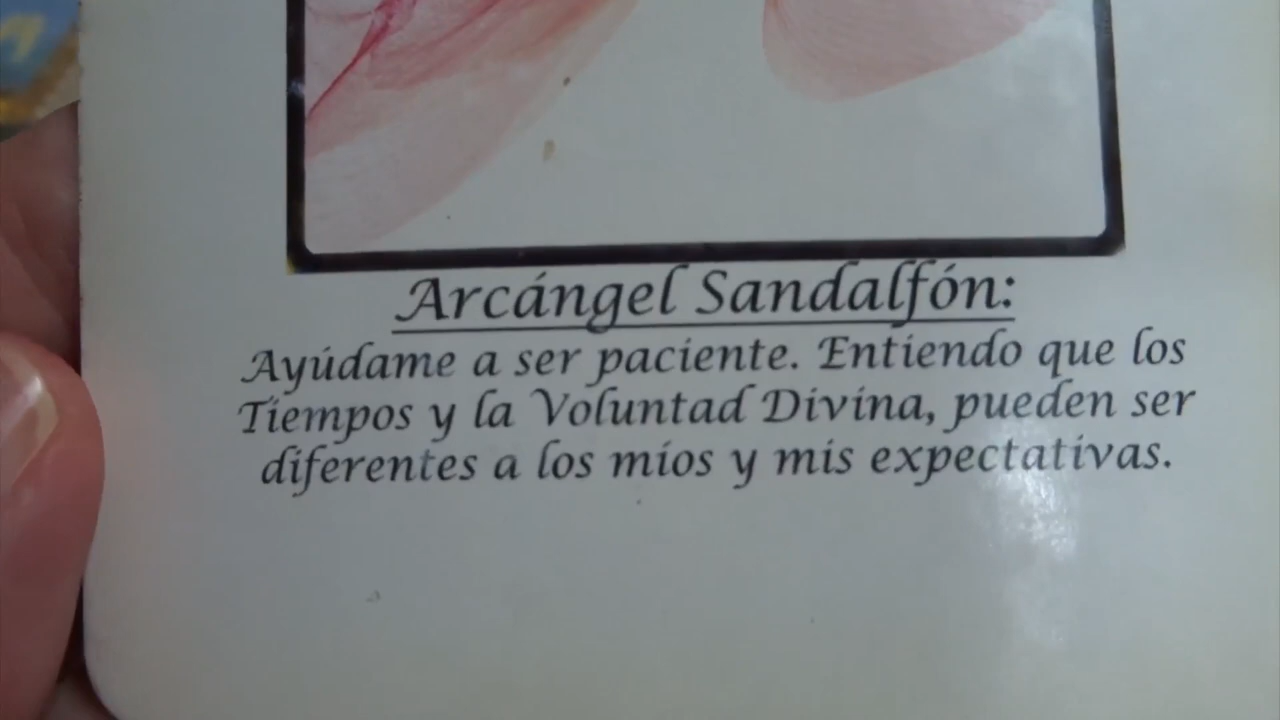 Arcángel Sandalfón:
Ayúdame a ser paciente. Entiendo que los
Tiempos y la Voluntad Divina, pueden ser
diferentes a los míos y mis expectativas.